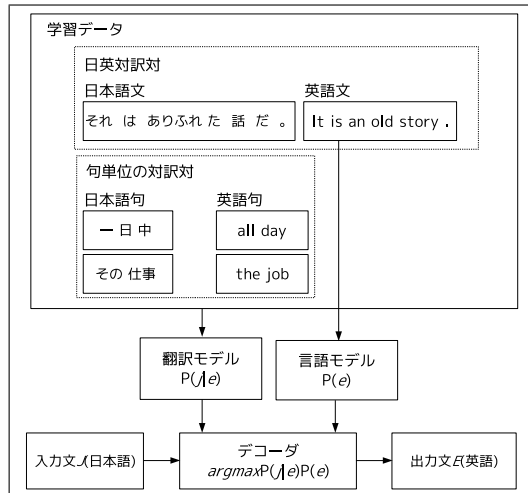 学習データ
日英対訳対
日本語文 英語文
それ は ありふれ た 話 だ 。 It is an old story .
句単位の対訳対
日本語句 英語句
一 日 中 all day
その 仕事 the job
翻訳モデル 言語モデル
P(j|e) P(e)
入力文J(日本語) デコーダ 出力文E(英語)
argmaxP(j|e)P(e)